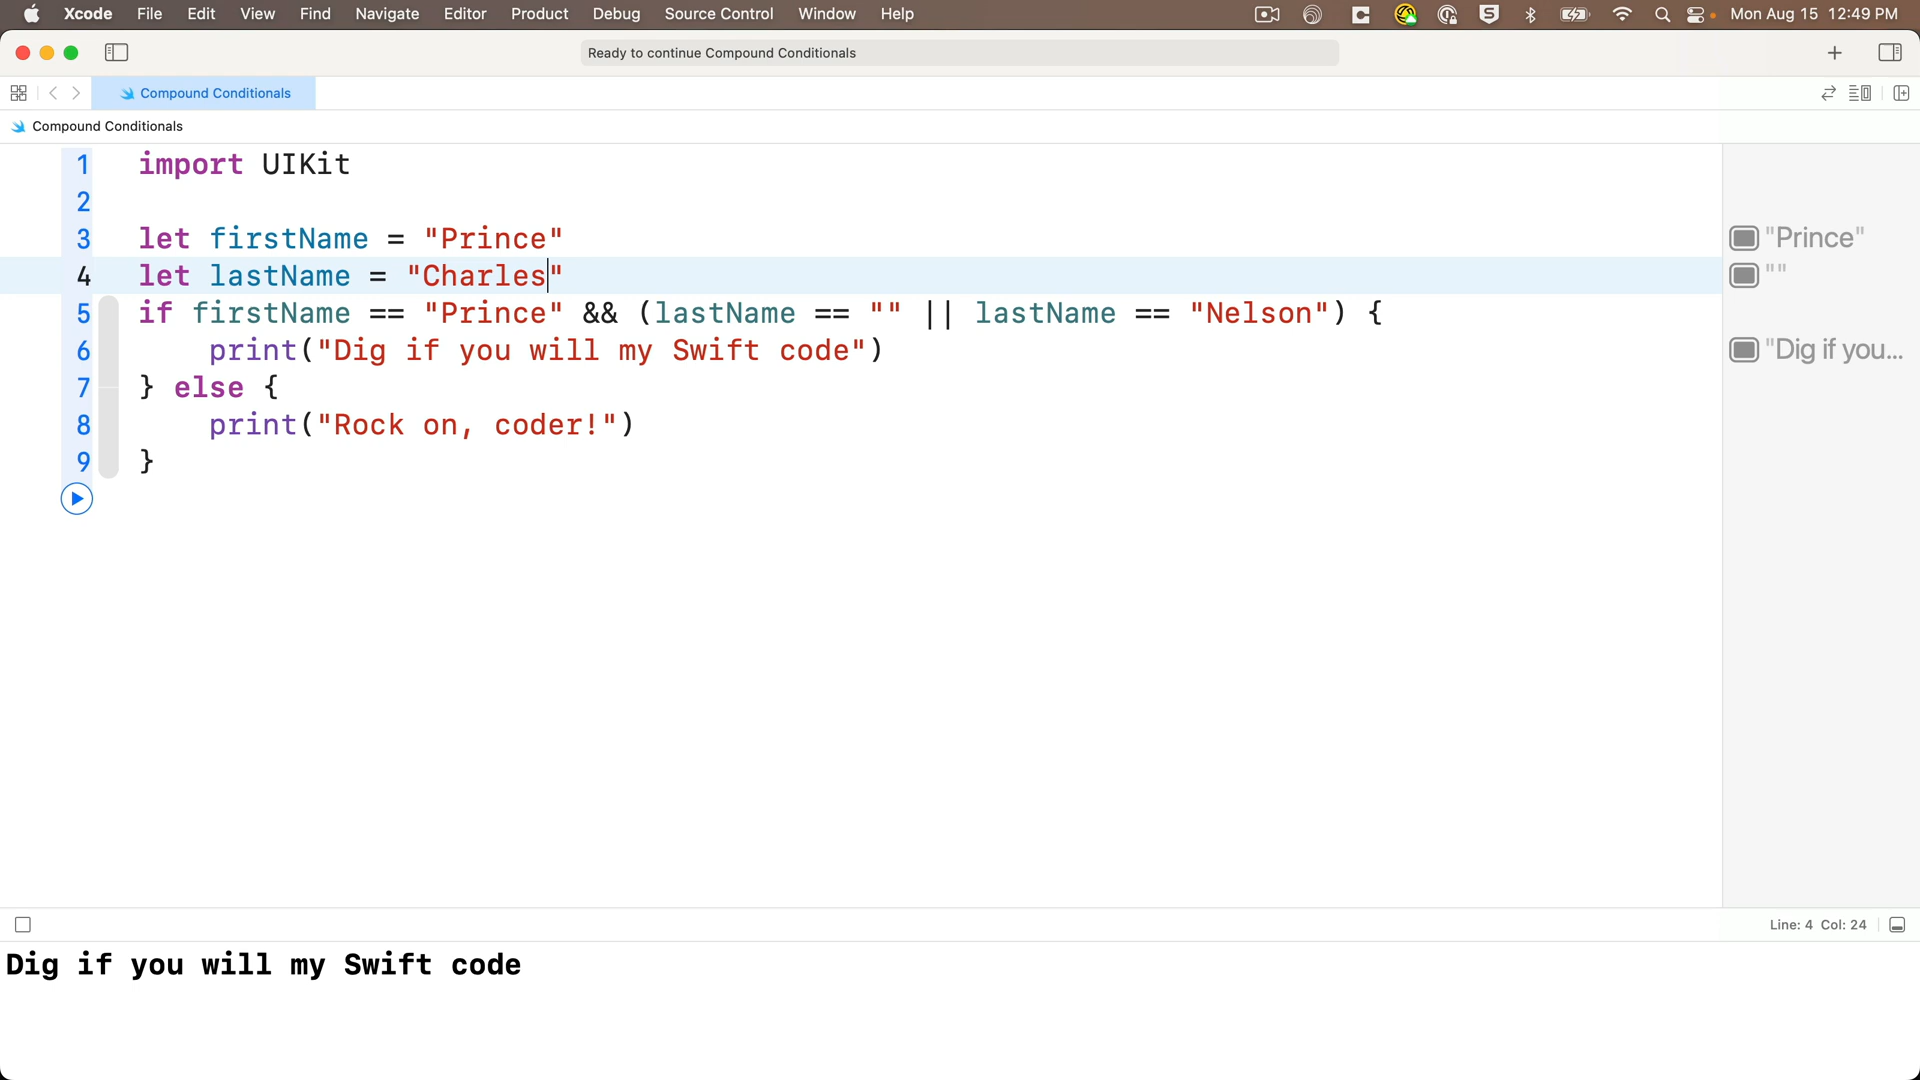 Xcode File Edit View Find Navigate Editor Product Debug Source Control Window Help Mon Aug 15 12:49 PM
Ready to continue Compound Conditionals
Compound Conditionals
Compound Conditionals
1 import UIKit
2
3 let firstName = "Prince" "Prince"
4 let lastName = "Charles" ""
5 if firstName == "Prince" && (lastName == "" || lastName == "Nelson") {
6 print("Dig if you will my Swift code") "Dig if you...
7 } else {
8 print("Rock on, coder!")
9 }
Line: 4 Col: 24
Dig if you will my Swift code